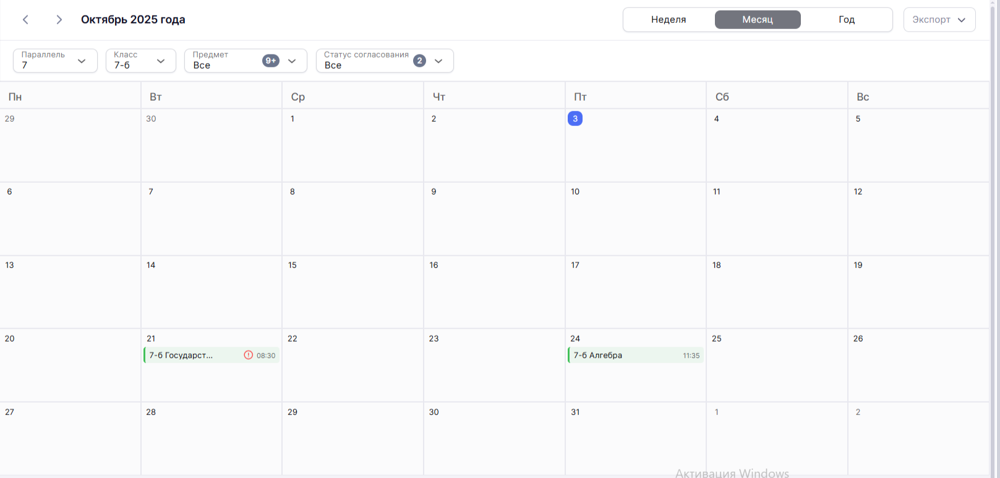 Октябрь 2025 года
Неделя Месяц Год Экспорт
Параллель Класс Предмет Статус согласования
7 7-б Все 9+ Все 2
Пн Вт Ср Чт Пт Сб Вс
29 30 1 2 3 4 5
6 7 8 9 10 11 12
13 14 15 16 17 18 19
20 21 22 23 24 25 26
7-б Государст... 08:30 7-б Алгебра 11:35
27 28 29 30 31 1 2
Активация Windows